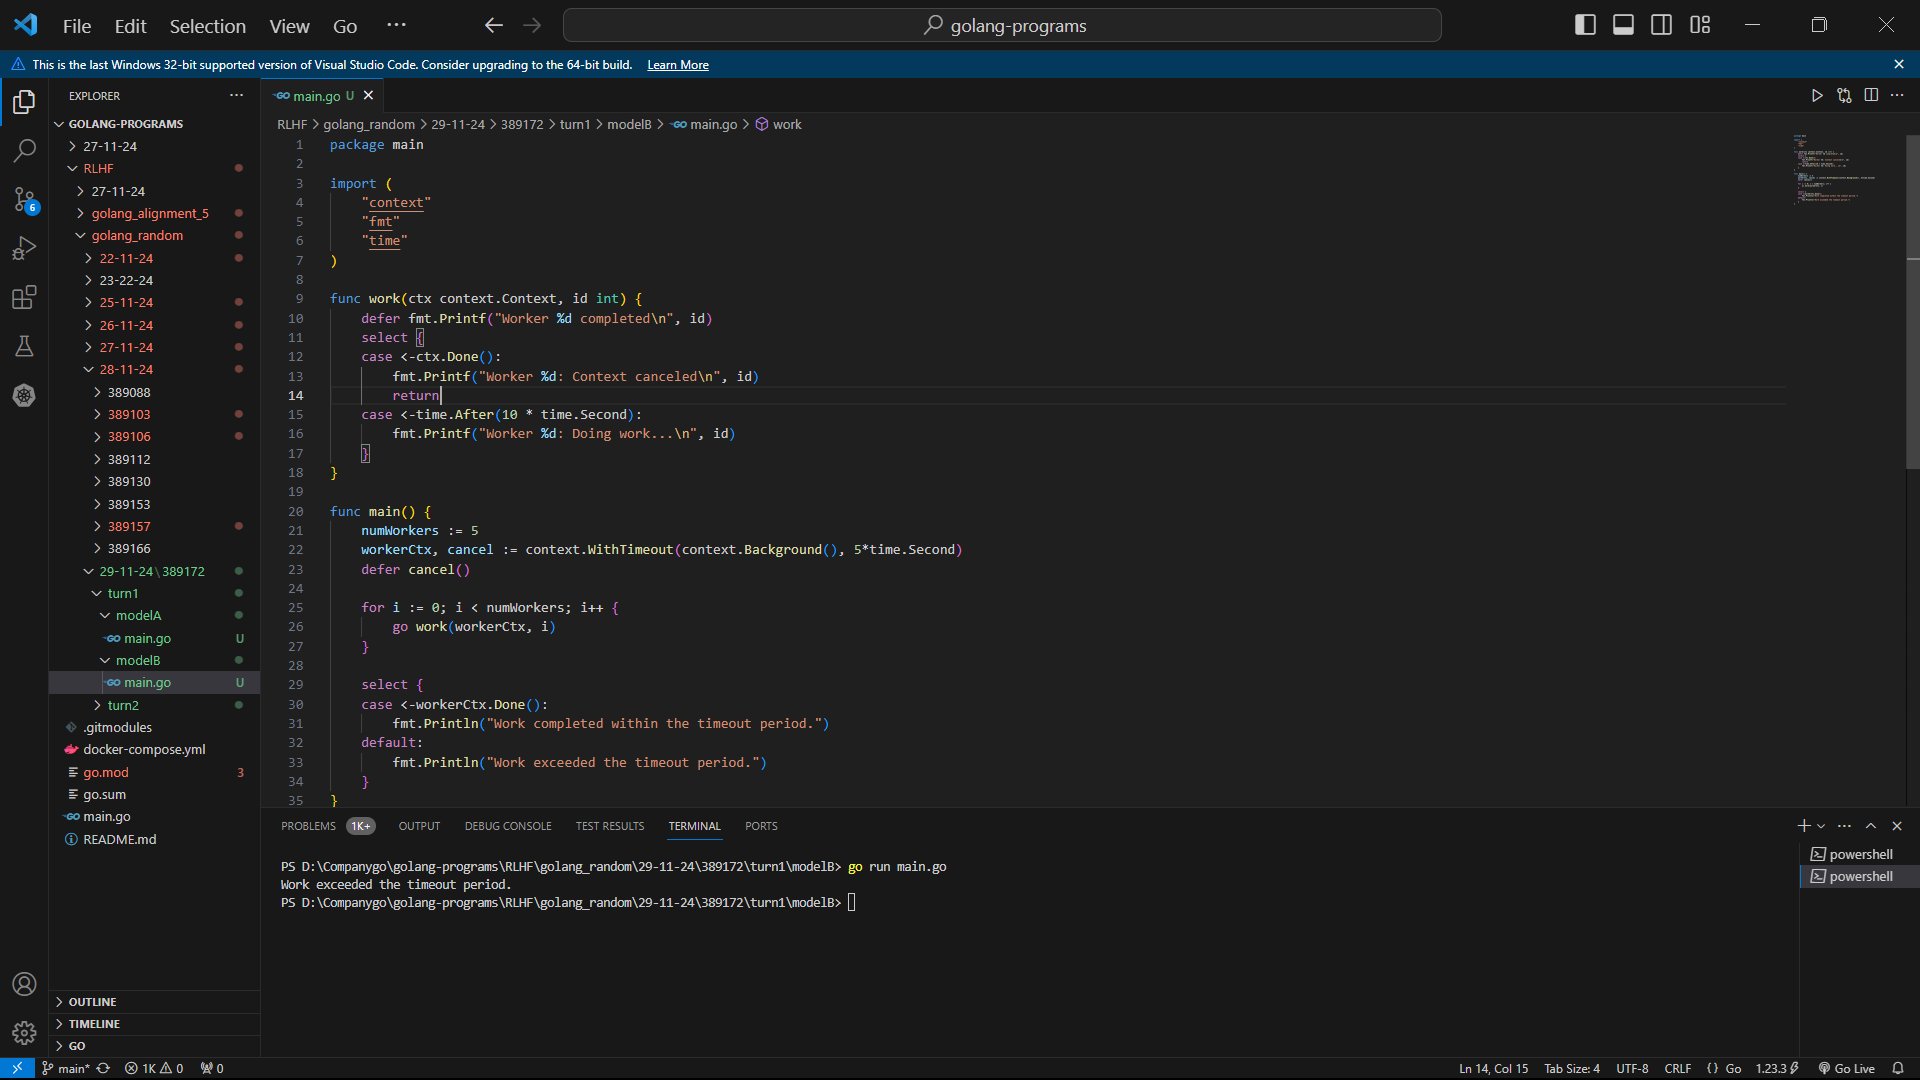 File Edit Selection View Go ··· golang-programs
This is the last Windows 32-bit supported version of Visual Studio Code. Consider upgrading to the 64-bit build. Learn More
EXPLORER
GOLANG-PROGRAMS
27-11-24
RLHF
27-11-24
golang_alignment_5
golang_random
22-11-24
23-22-24
25-11-24
26-11-24
27-11-24
28-11-24
389088
389103
389106
389112
389130
389153
389157
389166
29-11-24\389172
turn1
modelA
main.go U
modelB
main.go U
turn2
.gitmodules
docker-compose.yml
go.mod 3
go.sum
main.go
README.md
OUTLINE
TIMELINE
GO
6
main.go U
RLHF > golang_random > 29-11-24 > 389172 > turn1 > modelB > main.go > work
1 package main
2
3 import (
4 "context"
5 "fmt"
6 "time"
7 )
8
9 func work(ctx context.Context, id int) {
10 defer fmt.Printf("Worker %d completed\n", id)
11 select {
12 case <-ctx.Done():
13 fmt.Printf("Worker %d: Context canceled\n", id)
14 return
15 case <-time.After(10 * time.Second):
16 fmt.Printf("Worker %d: Doing work...\n", id)
17 }
18 }
19
20 func main() {
21 numWorkers := 5
22 workerCtx, cancel := context.WithTimeout(context.Background(), 5*time.Second)
23 defer cancel()
24
25 for i := 0; i < numWorkers; i++ {
26 go work(workerCtx, i)
27 }
28
29 select {
30 case <-workerCtx.Done():
31 fmt.Println("Work completed within the timeout period.")
32 default:
33 fmt.Println("Work exceeded the timeout period.")
34 }
35 }
PROBLEMS 1K+ OUTPUT DEBUG CONSOLE TEST RESULTS TERMINAL PORTS
PS D:\Companygo\golang-programs\RLHF\golang_random\29-11-24\389172\turn1\modelB> go run main.go
Work exceeded the timeout period.
PS D:\Companygo\golang-programs\RLHF\golang_random\29-11-24\389172\turn1\modelB>
powershell
powershell
main* 1K 0 0 Ln 14, Col 15 Tab Size: 4 UTF-8 CRLF {} Go 1.23.3 Go Live